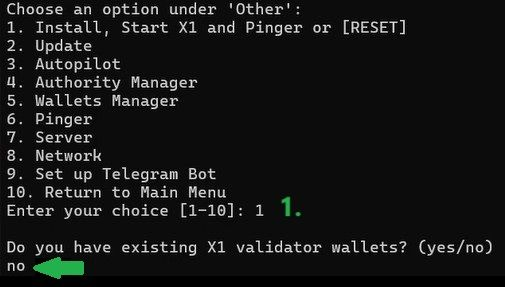 Choose an option under 'Other':
1. Install, Start X1 and Pinger or [RESET]
2. Update
3. Autopilot
4. Authority Manager
5. Wallets Manager
6. Pinger
7. Server
8. Network
9. Set up Telegram Bot
10. Return to Main Menu
Enter your choice [1-10]: 1 1.
Do you have existing X1 validator wallets? (yes/no)
no